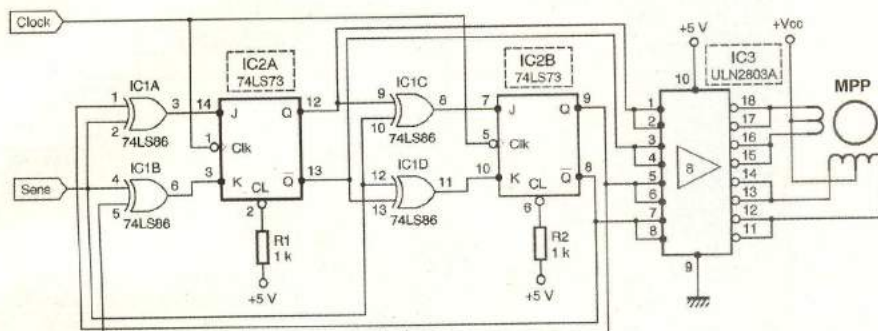 Clock
Sens
IC1A
1
2
3
74LS86
IC1B
4
5
6
74LS86
IC2A
74LS73
14
J
Q
12
1
Clk
3
K
Q
13
CL
2
R1
1 k
+5 V
IC1C
9
10
8
74LS86
IC1D
12
13
11
74LS86
IC2B
74LS73
7
J
Q
9
5
Clk
10
K
Q
8
CL
6
R2
1 k
+5 V
+5 V
+Vcc
IC3
ULN2803A
MPP
10
1
2
3
4
5
6
7
8
8
18
17
16
15
14
13
12
11
9